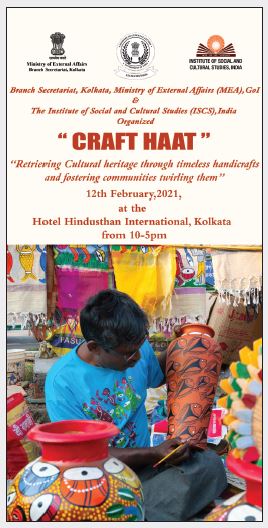 Ministry of External Affairs
Branch Secretariat, Kolkata
INSTITUTE OF SOCIAL AND
CULTURAL STUDIES, INDIA
Branch Secretariat, Kolkata, Ministry of External Affairs (MEA),GoI
&
The Institute of Social and Cultural Studies (ISCS),India
Organized
“ CRAFT HAAT ”
“Retrieving Cultural heritage through timeless handicrafts
and fostering communities twirling them”
12th February,2021,
at the
Hotel Hindusthan International, Kolkata
from 10-5pm